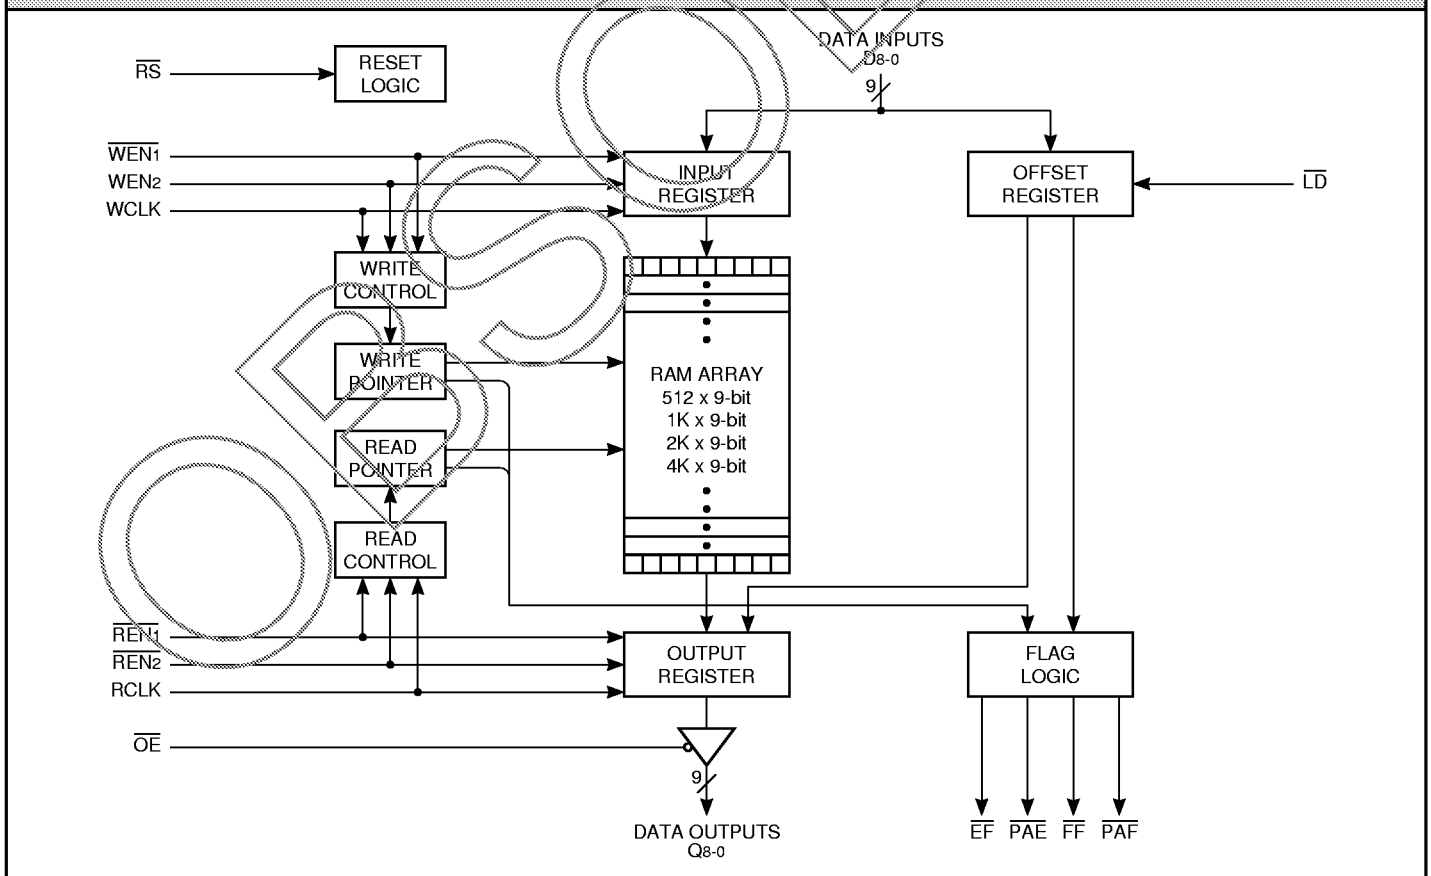 DATA INPUTS
D8-0
9
RS
RESET
LOGIC
WEN1
WEN2
WCLK
INPUT
REGISTER
OFFSET
REGISTER
LD
WRITE
CONTROL
WRITE
POINTER
RAM ARRAY
512 x 9-bit
1K x 9-bit
2K x 9-bit
4K x 9-bit
READ
POINTER
READ
CONTROL
REN1
REN2
RCLK
OUTPUT
REGISTER
FLAG
LOGIC
OE
9
DATA OUTPUTS
Q8-0
EF PAE FF PAF